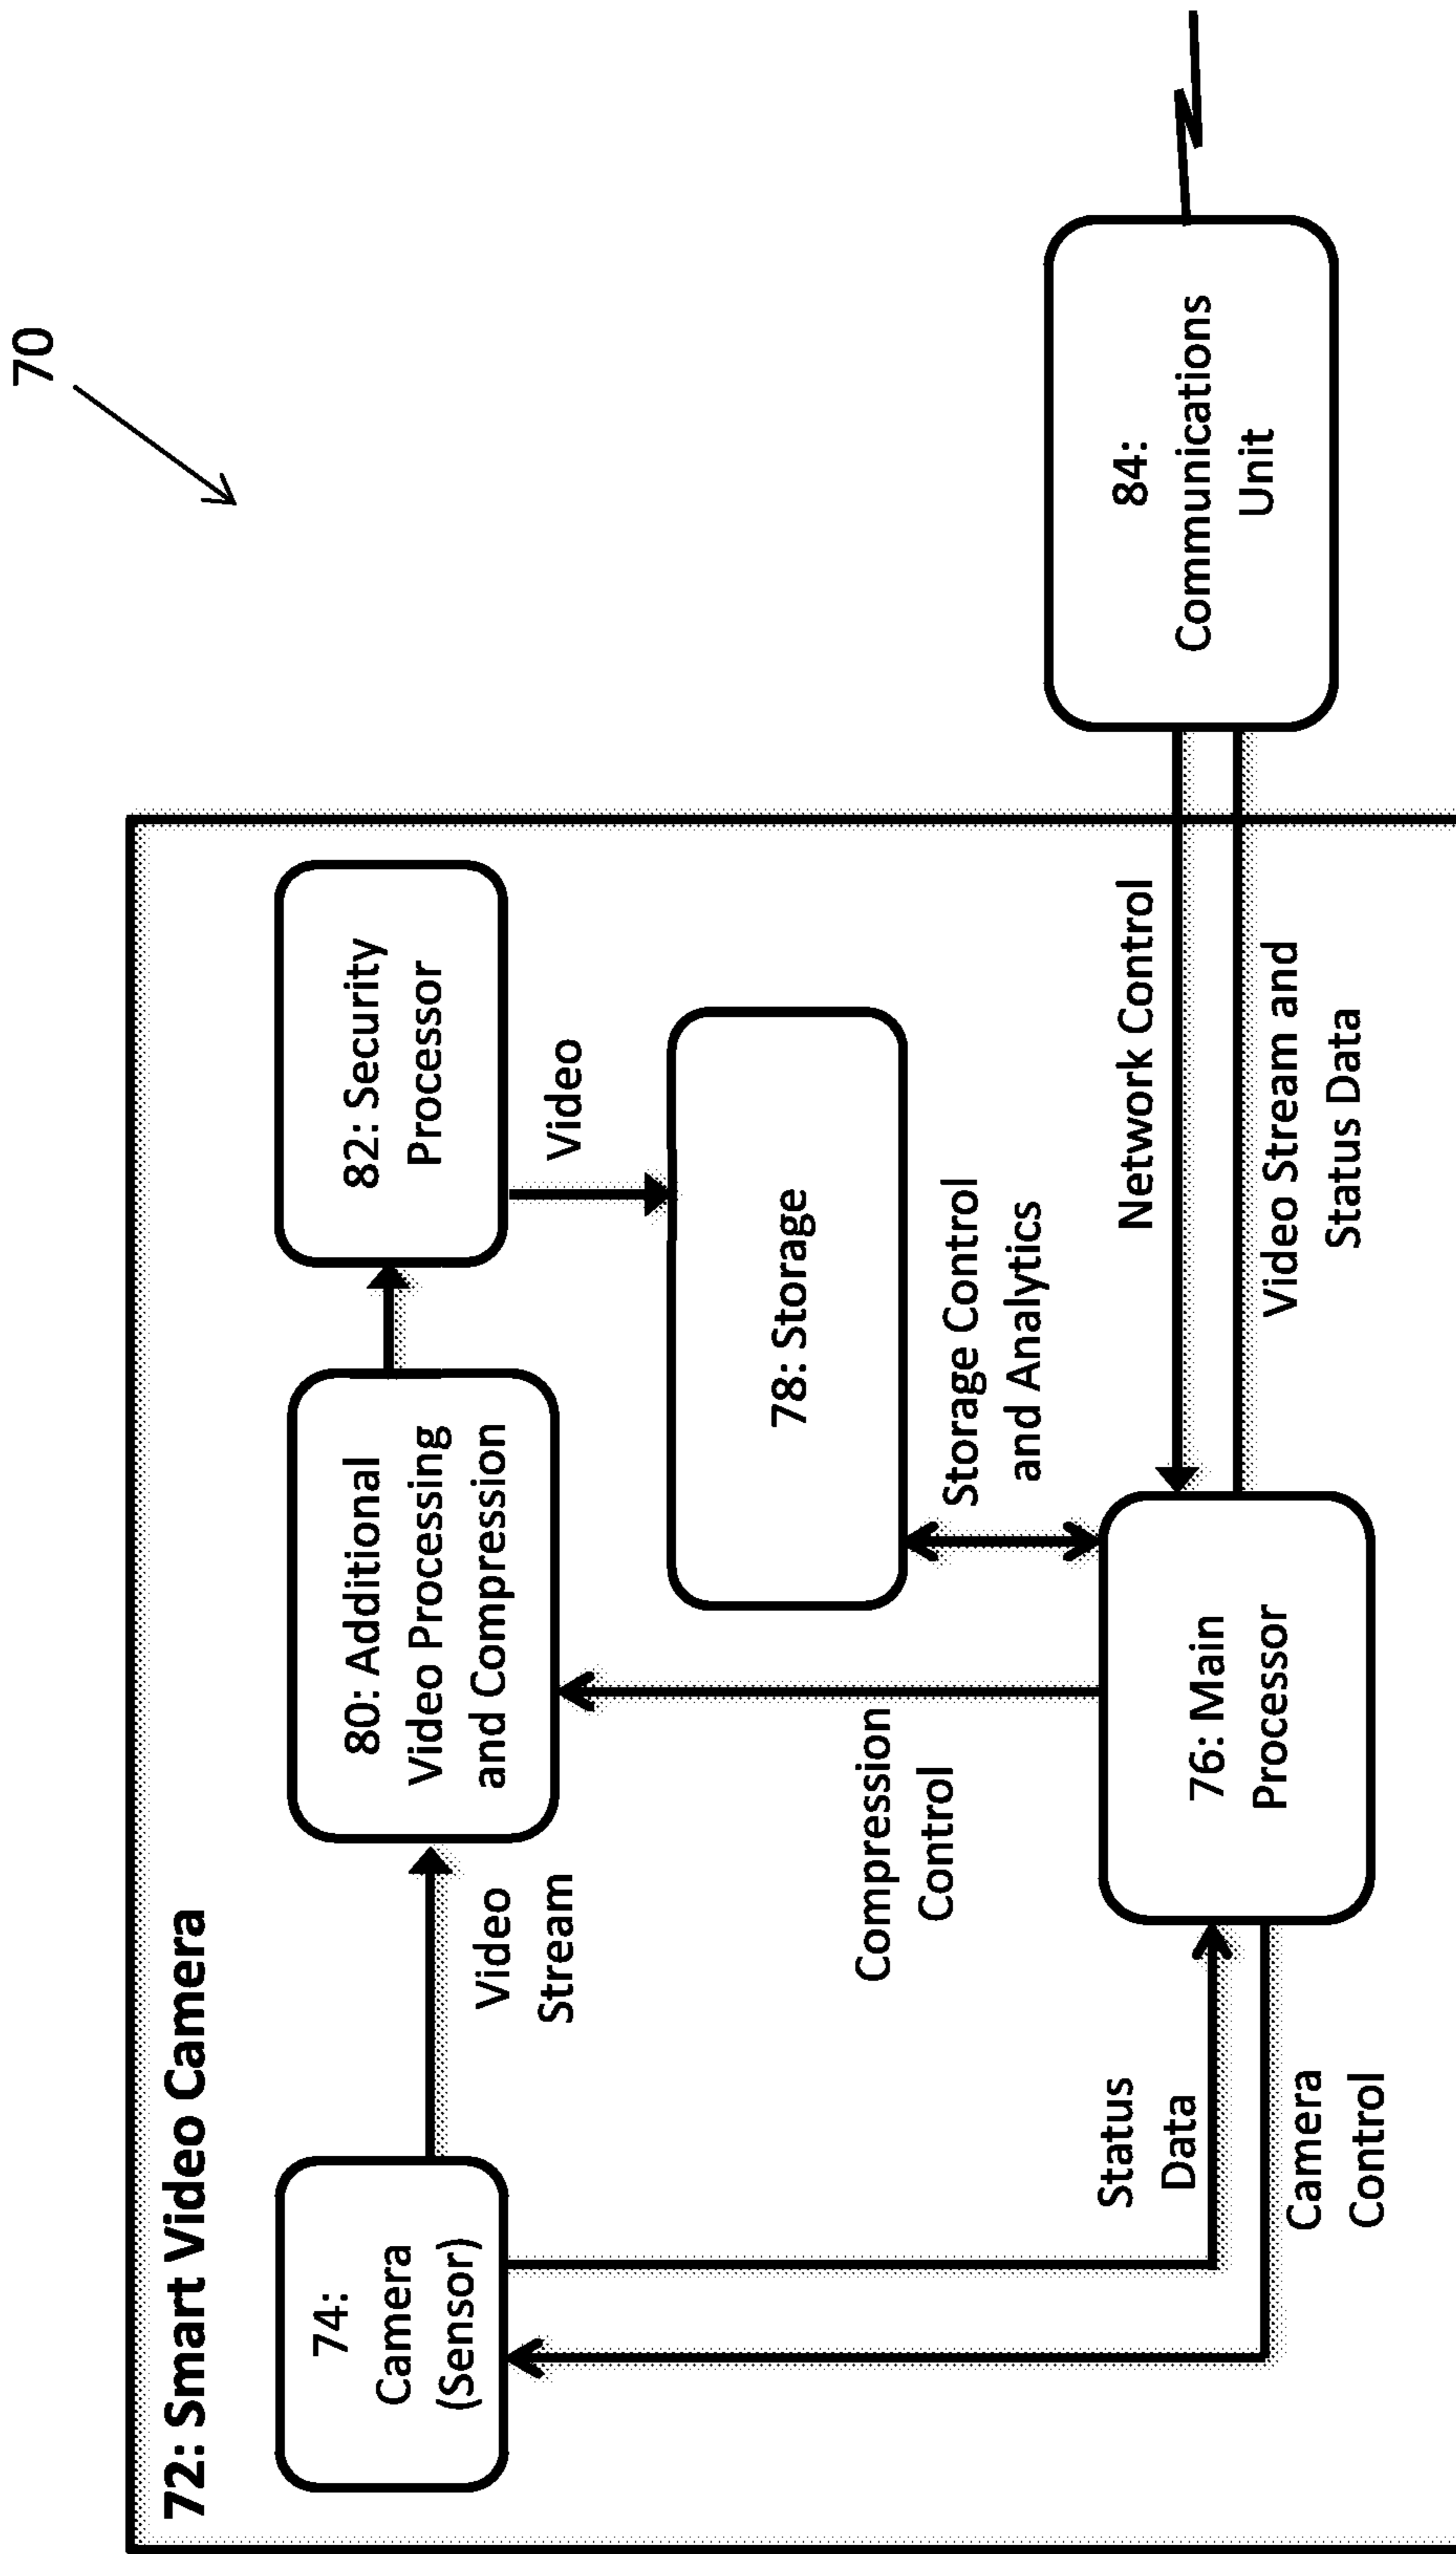 70
72: Smart Video Camera
74:
Camera
(Sensor)
Video
Stream
80: Additional
Video Processing
and Compression
82: Security
Processor
Video
78: Storage
Storage Control
and Analytics
Compression
Control
Status
Data
Camera
Control
76: Main
Processor
Network Control
Video Stream and
Status Data
84:
Communications
Unit